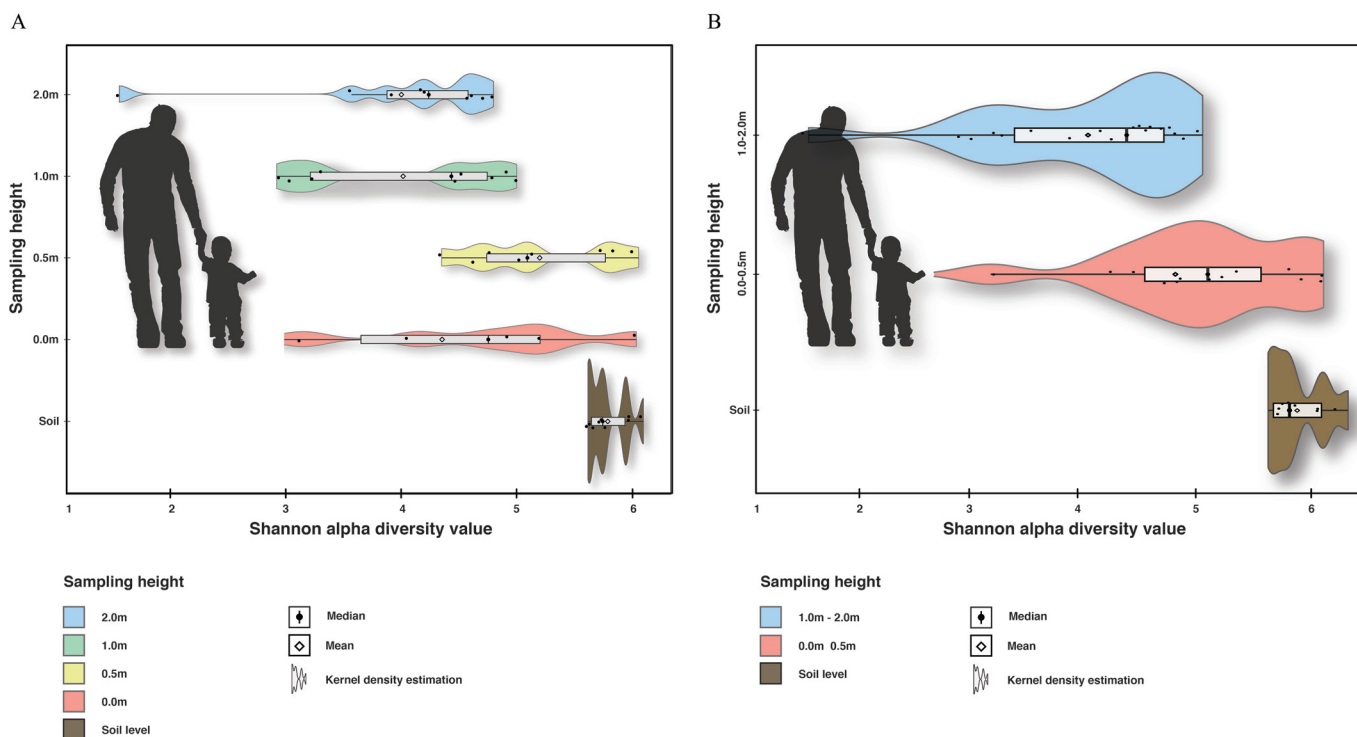 A
2.0m
1.0m
0.5m
0.0m
Soil
Sampling height
1 2 3 4 5 6
Shannon alpha diversity value
Sampling height
2.0m
1.0m
0.5m
0.0m
Soil level
Median
Mean
Kernel density estimation
B
1.0-2.0m
0.0-0.5m
Soil
Sampling height
1 2 3 4 5 6
Shannon alpha diversity value
Sampling height
1.0m - 2.0m
0.0m 0.5m
Soil level
Median
Mean
Kernel density estimation